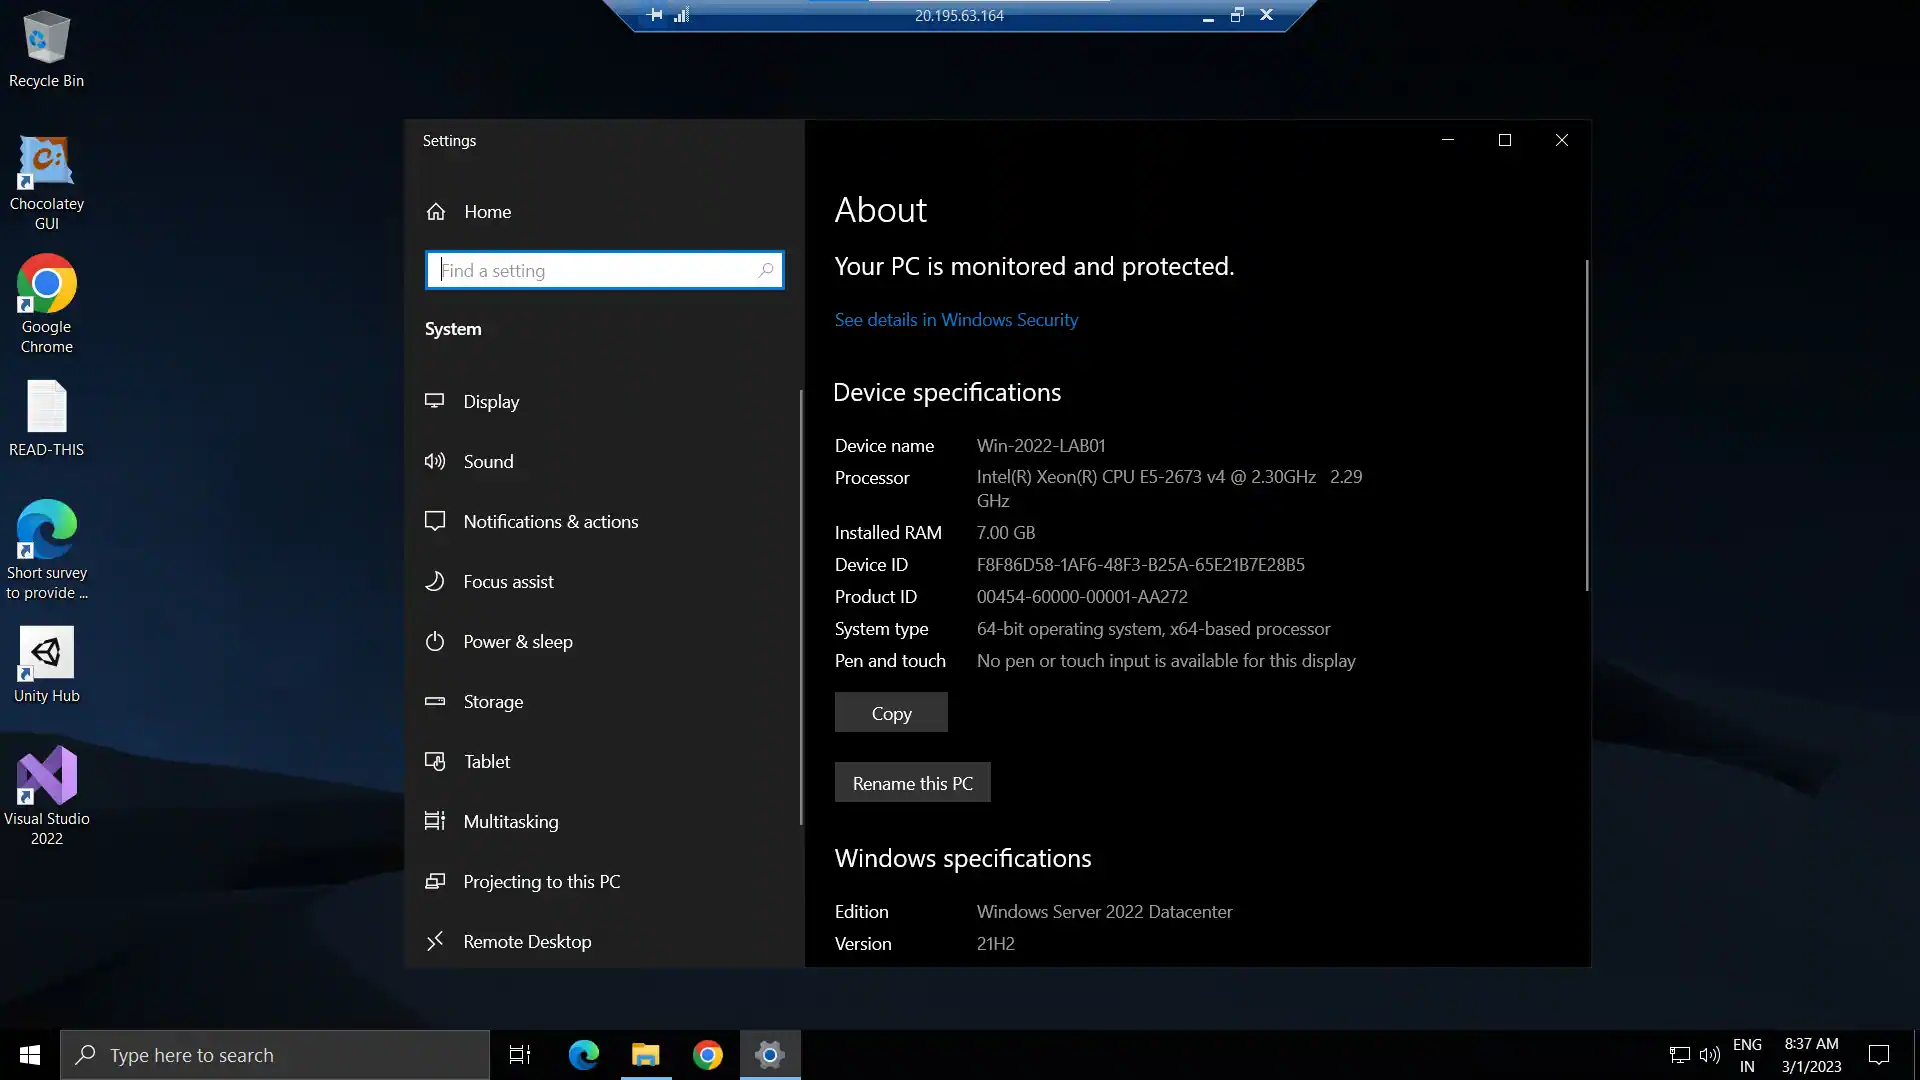 20.195.63.164
Recycle Bin
Chocolatey
GUI
Google
Chrome
READ-THIS
Short survey
to provide ...
Unity Hub
Visual Studio
2022
Settings
Home
Find a setting
System
Display
Sound
Notifications & actions
Focus assist
Power & sleep
Storage
Tablet
Multitasking
Projecting to this PC
Remote Desktop
About
Your PC is monitored and protected.
See details in Windows Security
Device specifications
Device name Win-2022-LAB01
Processor Intel(R) Xeon(R) CPU E5-2673 v4 @ 2.30GHz 2.29
GHz
Installed RAM 7.00 GB
Device ID F8F86D58-1AF6-48F3-B25A-65E21B7E28B5
Product ID 00454-60000-00001-AA272
System type 64-bit operating system, x64-based processor
Pen and touch No pen or touch input is available for this display
Copy
Rename this PC
Windows specifications
Edition Windows Server 2022 Datacenter
Version 21H2
Type here to search
ENG
IN
8:37 AM
3/1/2023